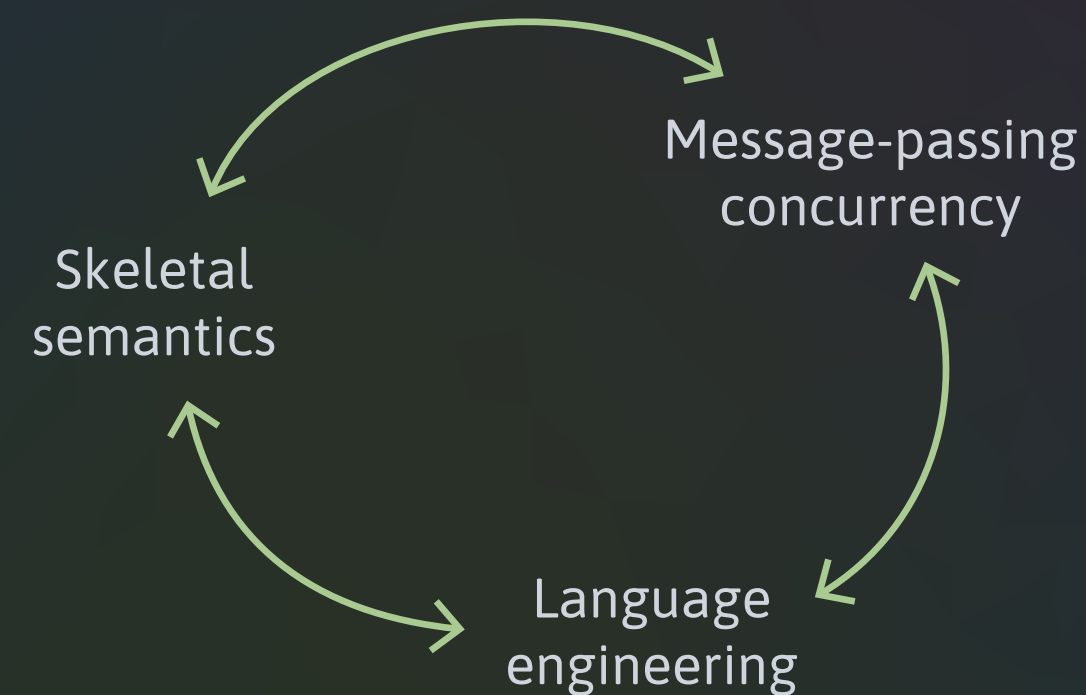 Message-passing
concurrency
Skeletal
semantics
Language
engineering